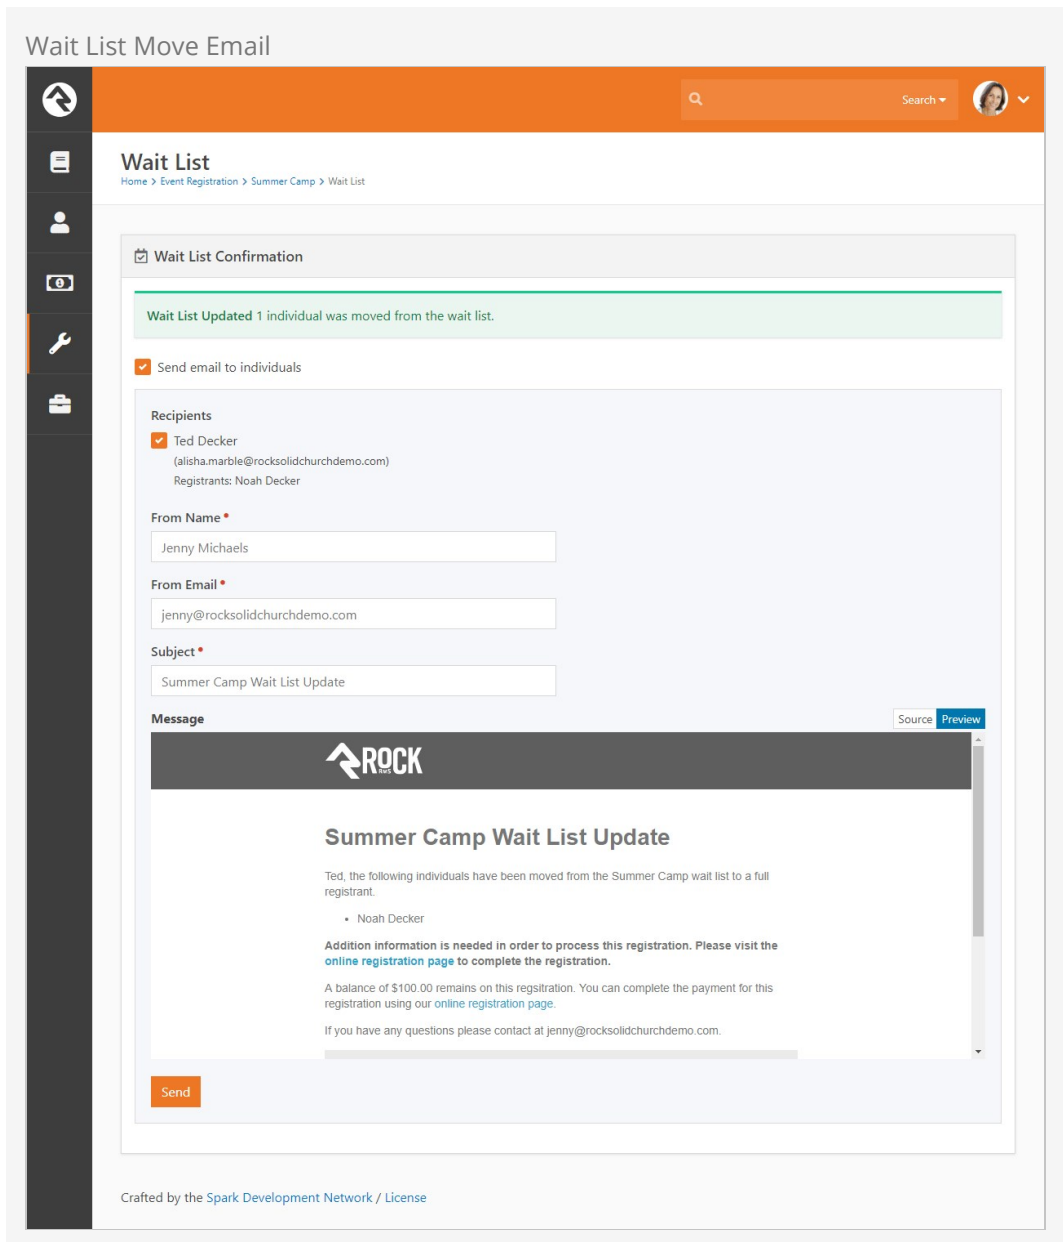 Wait List Move Email
Search
Wait List
Home > Event Registration > Summer Camp > Wait List
Wait List Confirmation
Wait List Updated 1 individual was moved from the wait list.
Send email to individuals
Recipients
Ted Decker
(alisha.marble@rocksolidchurchdemo.com)
Registrants: Noah Decker
From Name
Jenny Michaels
From Email
jenny@rocksolidchurchdemo.com
Subject
Summer Camp Wait List Update
Message
Source Preview
ROCK
RMS
Summer Camp Wait List Update
Ted, the following individuals have been moved from the Summer Camp wait list to a full
registrant.
• Noah Decker
Addition information is needed in order to process this registration. Please visit the
online registration page to complete the registration.
A balance of $100.00 remains on this regsitration. You can complete the payment for this
registration using our online registration page.
If you have any questions please contact at jenny@rocksolidchurchdemo.com.
Send
Crafted by the Spark Development Network / License